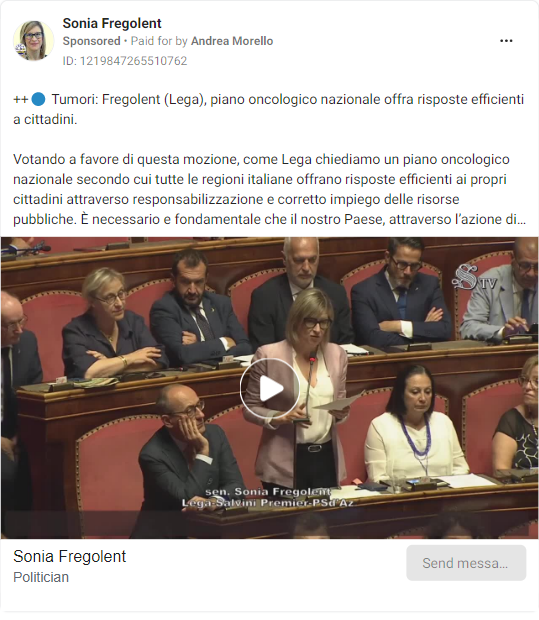 Sonia Fregolent
Sponsored • Paid for by Andrea Morello
ID: 1219847265510762
++🔵 Tumori: Fregolent (Lega), piano oncologico nazionale offra risposte efficienti
a cittadini.
Votando a favore di questa mozione, come Lega chiediamo un piano oncologico
nazionale secondo cui tutte le regioni italiane offrano risposte efficienti ai propri
cittadini attraverso responsabilizzazione e corretto impiego delle risorse
pubbliche. È necessario e fondamentale che il nostro Paese, attraverso l'azione di…
S TV
sen. Sonia Fregolent
Lega-Salvini Premier-PSd'Az
Sonia Fregolent
Politician
Send messa…